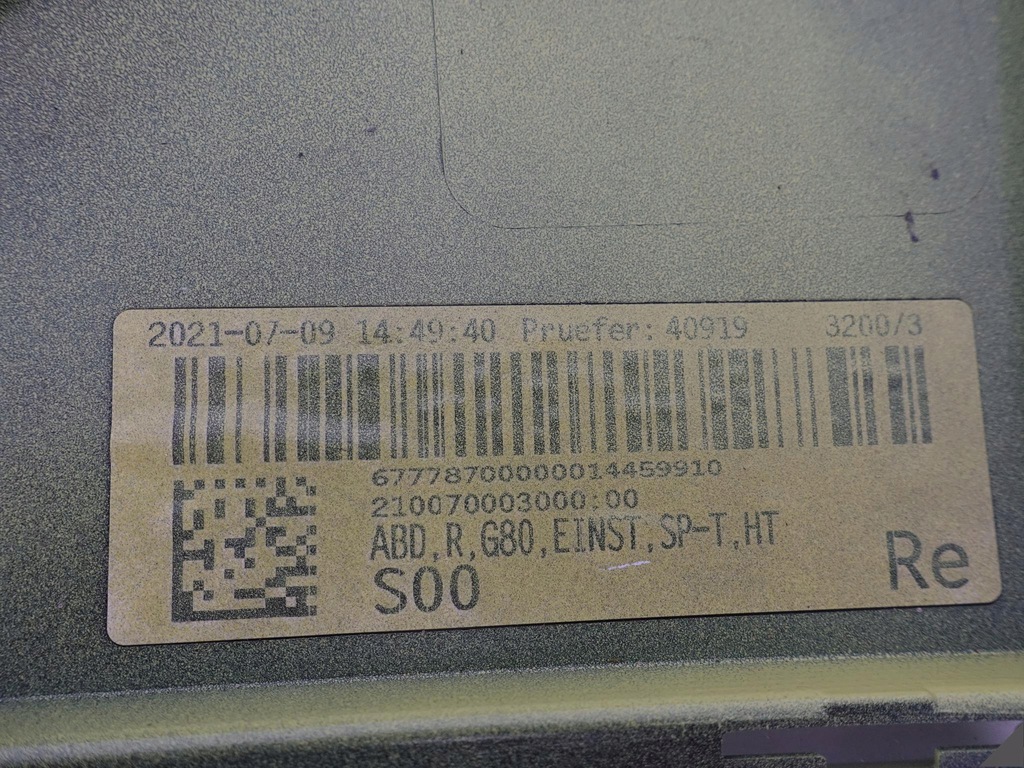 2021-07-09 14:49:40 Pruefer: 40919 3200/3
67778700000014459910
210070003000:00
ABD,R,G80,EINST,SP-T,HT
S00
Re